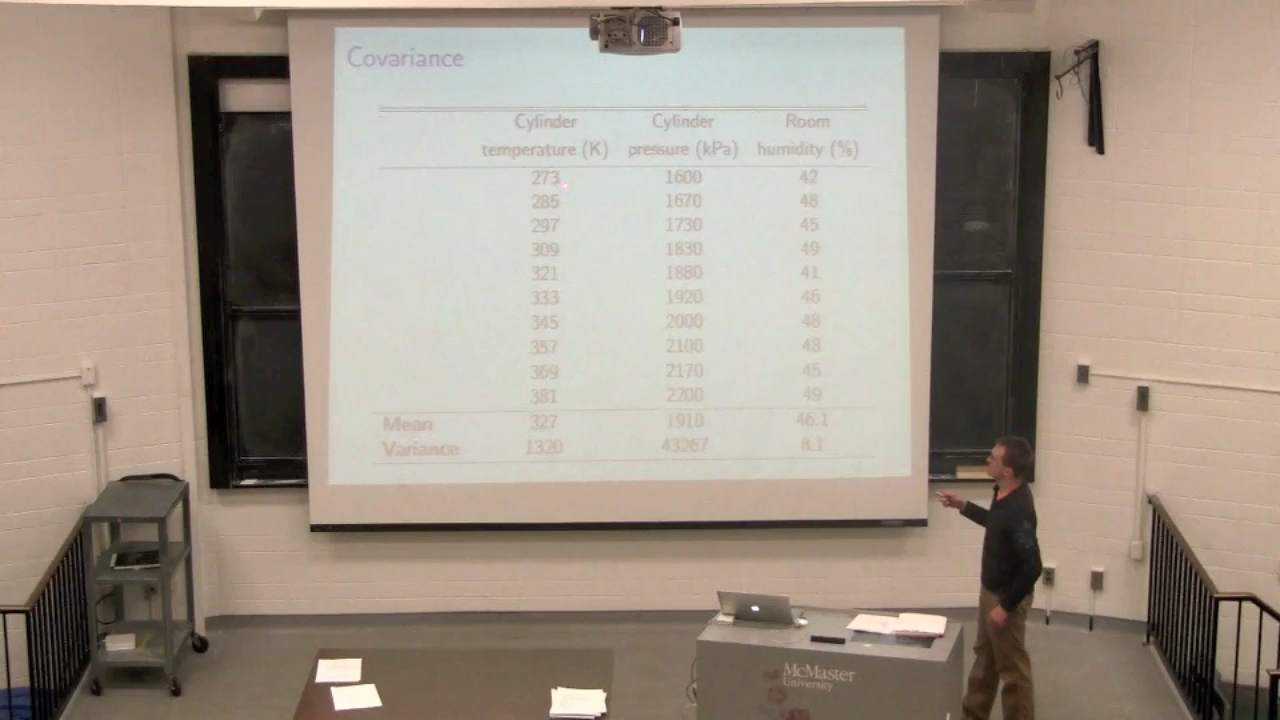 Covariance
Cylinder Cylinder Room
temperature (K) pressure (kPa) humidity (%)
273 1600 42
285 1670 48
297 1730 45
309 1830 49
321 1880 41
333 1920 46
345 2000 48
357 2100 48
369 2170 45
381 2200 49
Mean 327 1910 46.1
Variance 1320 43267 8.1
McMaster
University